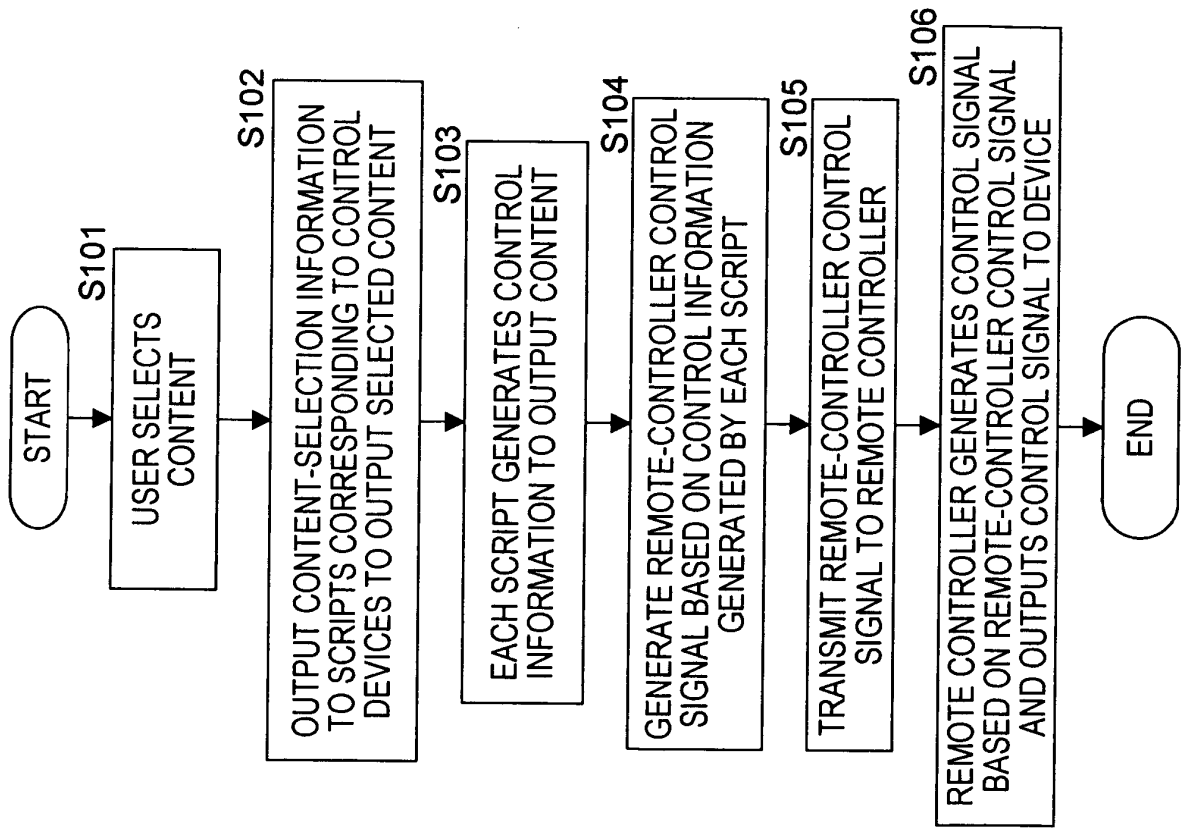 START
S101
USER SELECTS
CONTENT
S102
OUTPUT CONTENT-SELECTION INFORMATION
TO SCRIPTS CORRESPONDING TO CONTROL
DEVICES TO OUTPUT SELECTED CONTENT
S103
EACH SCRIPT GENERATES CONTROL
INFORMATION TO OUTPUT CONTENT
S104
GENERATE REMOTE-CONTROLLER CONTROL
SIGNAL BASED ON CONTROL INFORMATION
GENERATED BY EACH SCRIPT
S105
TRANSMIT REMOTE-CONTROLLER CONTROL
SIGNAL TO REMOTE CONTROLLER
S106
REMOTE CONTROLLER GENERATES CONTROL SIGNAL
BASED ON REMOTE-CONTROLLER CONTROL SIGNAL
AND OUTPUTS CONTROL SIGNAL TO DEVICE
END